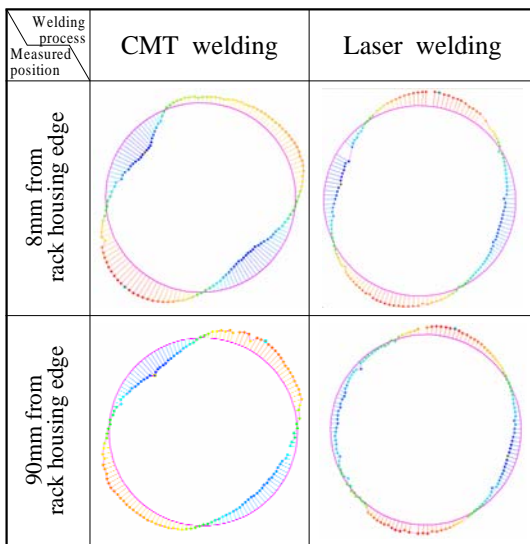 Welding
process
Measured
position
CMT welding
Laser welding
8mm from
rack housing edge
90mm from
rack housing edge